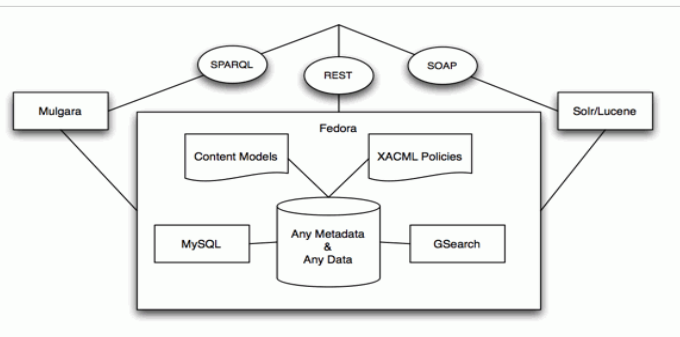 SPARQL
REST
SOAP
Mulgara
Solr/Lucene
Fedora
Content Models
XACML Policies
MySQL
Any Metadata
&
Any Data
GSearch